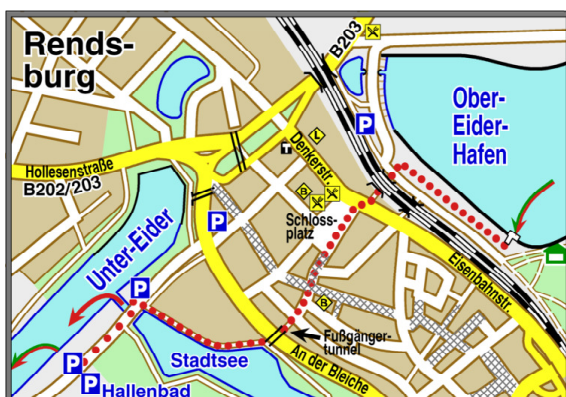 Rends-
burg
B203
P
Ober-
Eider-
Hafen
L
Denkerstr.
Hollesenstraße
B202/203
B
Schloss-
platz
P
Unter-Eider
Eisenbahnstr.
P
B
Fußgänger-
tunnel
Stadtsee
An der Bleiche
P
P
Hallenbad